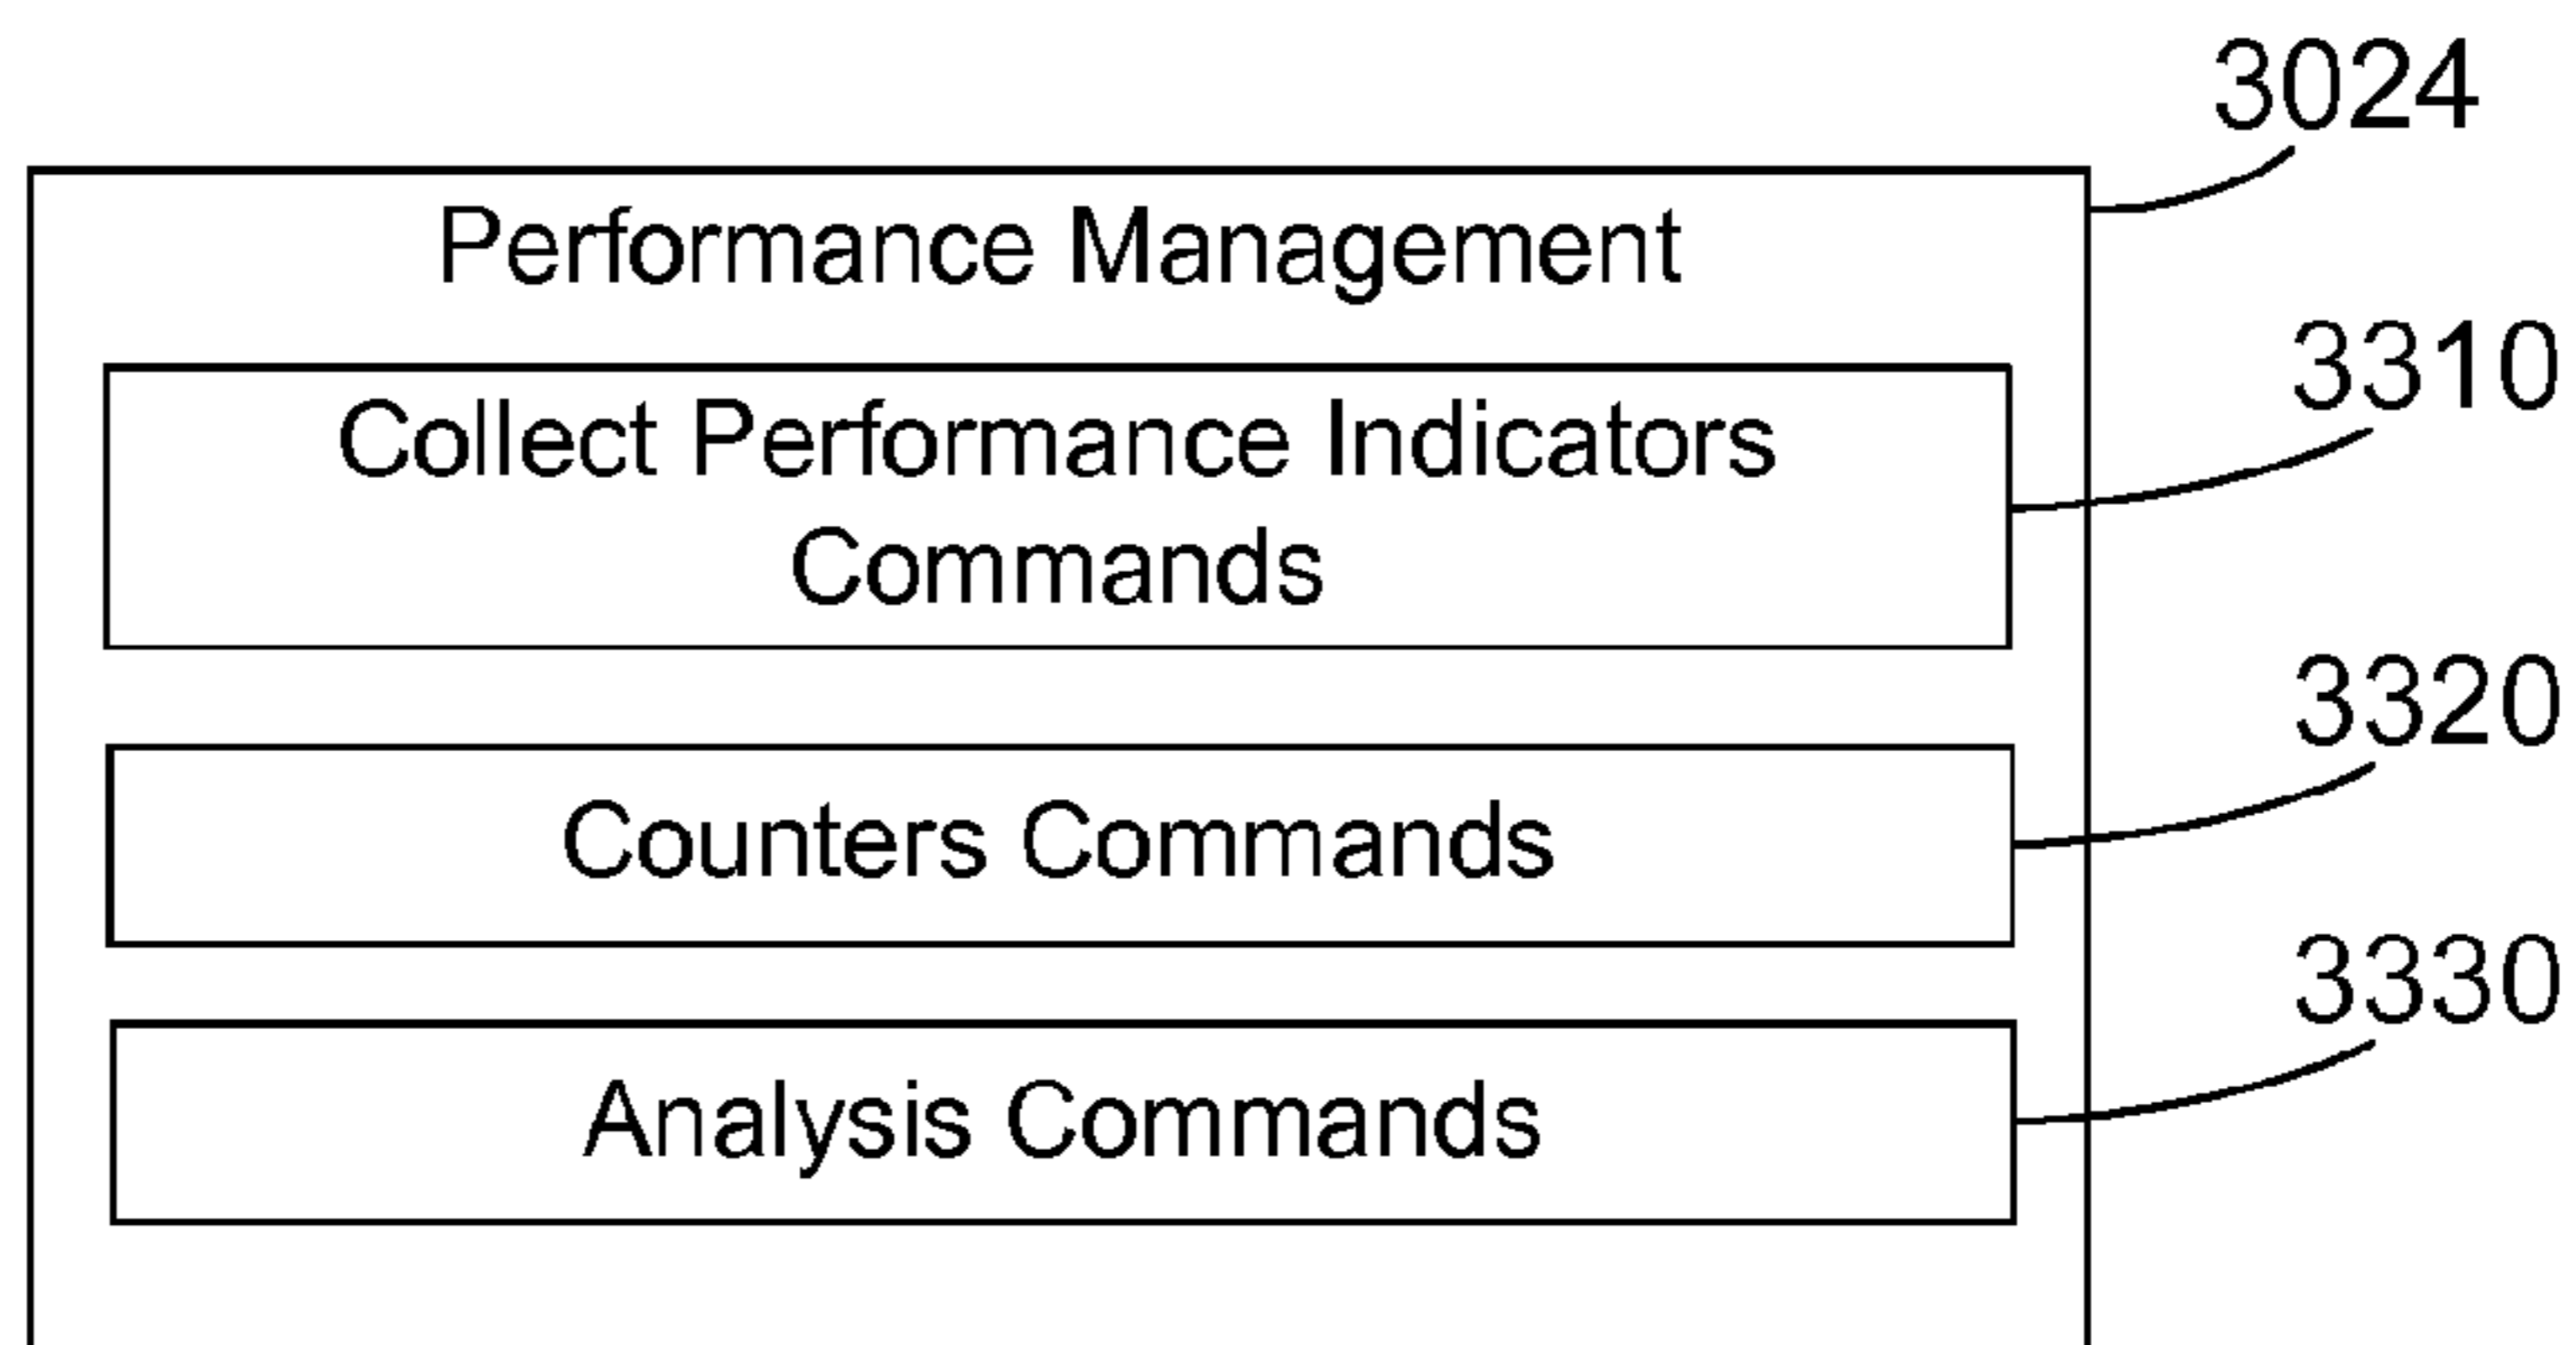 3024
Performance Management
3310
Collect Performance Indicators
Commands
3320
Counters Commands
3330
Analysis Commands